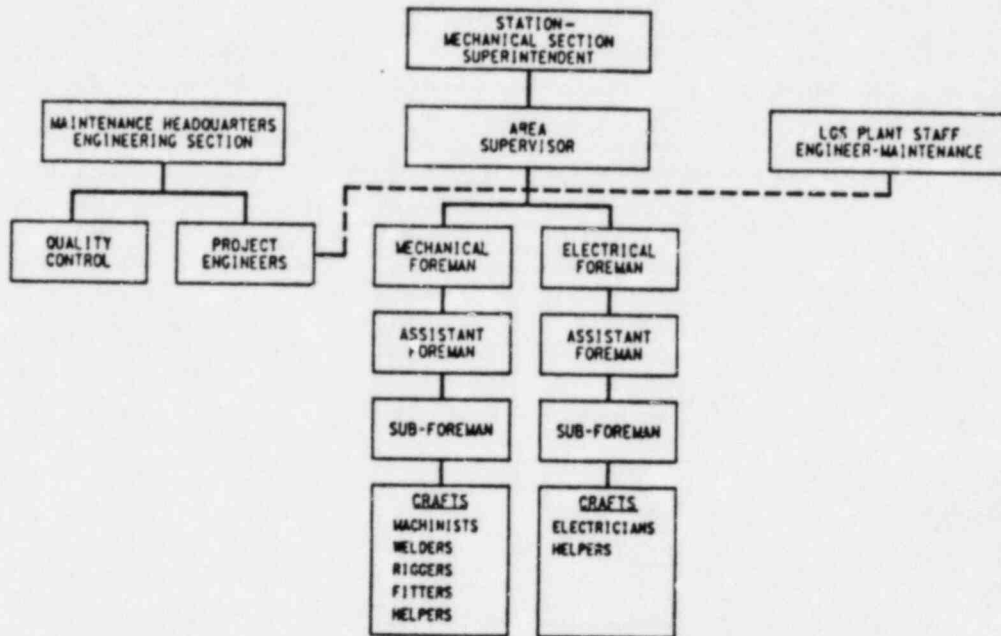 STATION-
MECHANICAL SECTION
SUPERINTENDENT
MAINTENANCE HEADQUARTERS
ENGINEERING SECTION
AREA
SUPERVISOR
LGS PLANT STAFF
ENGINEER-MAINTENANCE
QUALITY
CONTROL
PROJECT
ENGINEERS
MECHANICAL
FOREMAN
ELECTRICAL
FOREMAN
ASSISTANT
FOREMAN
ASSISTANT
FOREMAN
SUB-FOREMAN
SUB-FOREMAN
CRAFTS
MACHINISTS
WELDERS
RIGGERS
FITTERS
HELPERS
CRAFTS
ELECTRICIANS
HELPERS